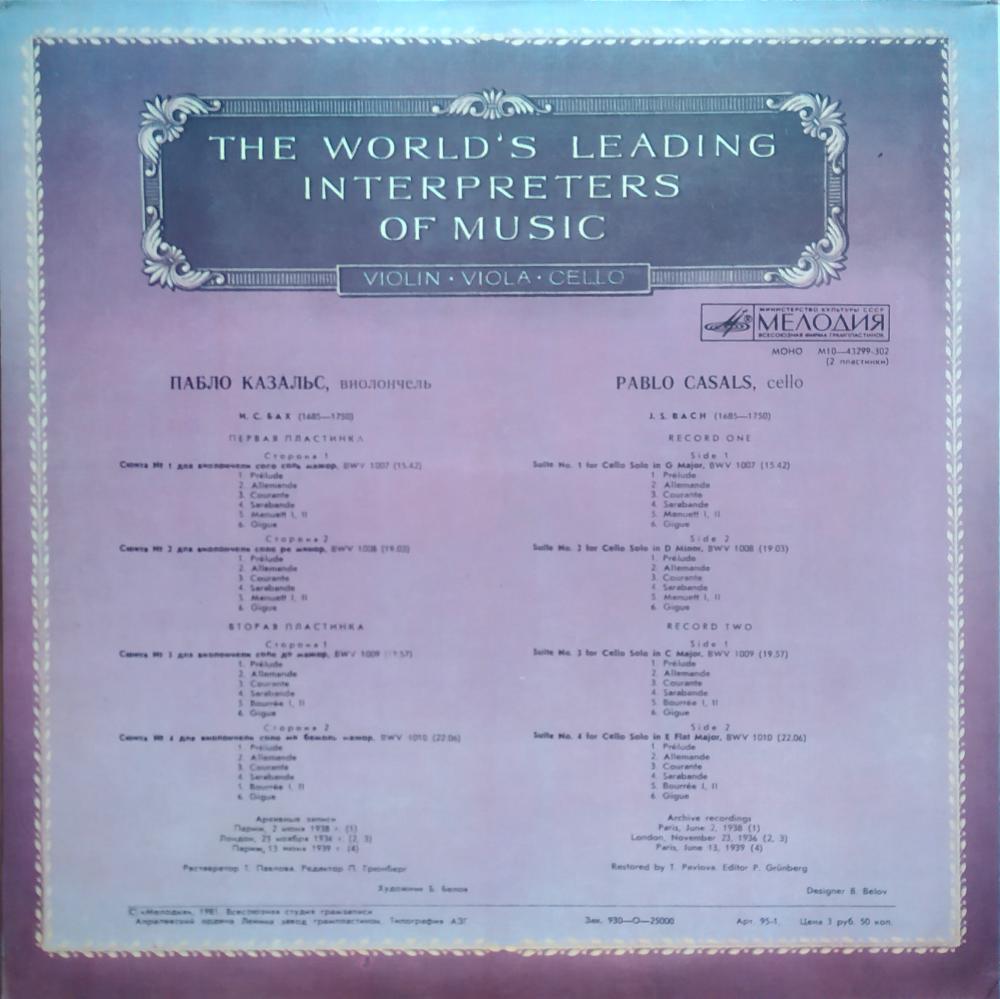 THE WORLD'S LEADING
INTERPRETERS
OF MUSIC
VIOLIN · VIOLA · CELLO
МИНИСТЕРСТВО КУЛЬТУРЫ СССР
МЕЛОДИЯ
ВСЕСОЮЗНАЯ ФИРМА ГРАМПЛАСТИНОК
МОНО М10—43299-302
(2 пластинки)
ПАБЛО КАЗАЛЬС, виолончель
И. С. БАХ (1685—1750)
ПЕРВАЯ ПЛАСТИНКА
Сторона 1
Сюита № 1 для виолончели соло соль мажор, BWV 1007 (15.42)
1. Prélude
2. Allemande
3. Courante
4. Sarabande
5. Menuett I, II
6. Gigue
Сторона 2
Сюита № 2 для виолончели соло ре минор, BWV 1008 (19.03)
1. Prélude
2. Allemande
3. Courante
4. Sarabande
5. Menuett I, II
6. Gigue
ВТОРАЯ ПЛАСТИНКА
Сторона 1
Сюита № 3 для виолончели соло до мажор, BWV 1009 (19.57)
1. Prélude
2. Allemande
3. Courante
4. Sarabande
5. Bourrée I, II
6. Gigue
Сторона 2
Сюита № 4 для виолончели соло ми бемоль мажор, BWV 1010 (22.06)
1. Prélude
2. Allemande
3. Courante
4. Sarabande
5. Bourrée I, II
6. Gigue
Архивные записи
Париж, 2 июня 1938 г. (1)
Лондон, 23 ноября 1936 г. (2, 3)
Париж, 13 июня 1939 г. (4)
Реставратор Т. Павлова. Редактор П. Грюнберг
Художник Б. Белов
PABLO CASALS, cello
J. S. BACH (1685—1750)
RECORD ONE
Side 1
Suite No. 1 for Cello Solo in G Major, BWV 1007 (15.42)
1. Prélude
2. Allemande
3. Courante
4. Sarabande
5. Menuett I, II
6. Gigue
Side 2
Suite No. 2 for Cello Solo in D Minor, BWV 1008 (19.03)
1. Prélude
2. Allemande
3. Courante
4. Sarabande
5. Menuett I, II
6. Gigue
RECORD TWO
Side 1
Suite No. 3 for Cello Solo in C Major, BWV 1009 (19.57)
1. Prélude
2. Allemande
3. Courante
4. Sarabande
5. Bourrée I, II
6. Gigue
Side 2
Suite No. 4 for Cello Solo in E Flat Major, BWV 1010 (22.06)
1. Prélude
2. Allemande
3. Courante
4. Sarabande
5. Bourrée I, II
6. Gigue
Archive recordings
Paris, June 2, 1938 (1)
London, November 23, 1936 (2, 3)
Paris, June 13, 1939 (4)
Restored by T. Pavlova. Editor P. Grünberg
Designer B. Belov
© «Мелодия», 1981. Всесоюзная студия грамзаписи
Апрелевский ордена Ленина завод грампластинок. Типография АЗГ Зак. 930—О—25000 Арт. 95-1. Цена 3 руб. 50 коп.